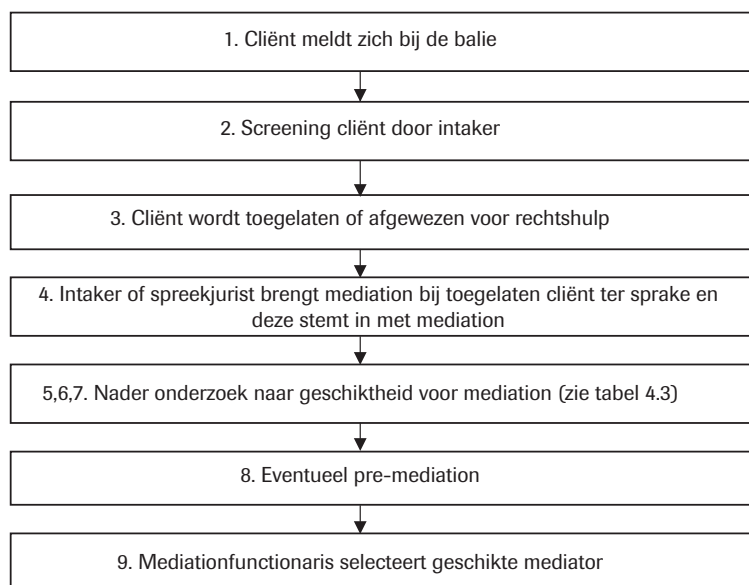 1. Cliënt meldt zich bij de balie
2. Screening cliënt door intaker
3. Cliënt wordt toegelaten of afgewezen voor rechtshulp
4. Intaker of spreekjurist brengt mediation bij toegelaten cliënt ter sprake en
deze stemt in met mediation
5,6,7. Nader onderzoek naar geschiktheid voor mediation (zie tabel 4.3)
8. Eventueel pre-mediation
9. Mediationfunctionaris selecteert geschikte mediator